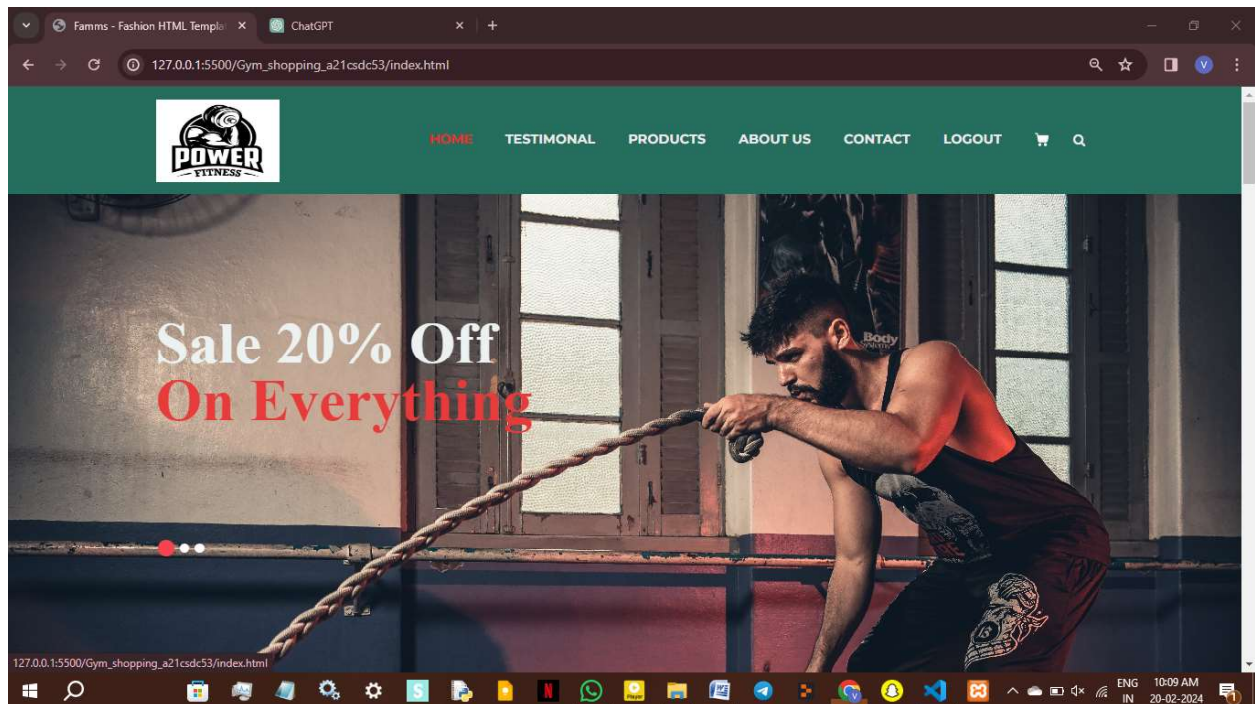 Famms - Fashion HTML Templa
ChatGPT
127.0.0.1:5500/Gym_shopping_a21csdc53/index.html
V
POWER
FITNESS
HOME
TESTIMONAL
PRODUCTS
ABOUT US
CONTACT
LOGOUT
Body
Sale 20% Off
On Everything
13
127.0.0.1:5500/Gym_shopping_a21csdc53/index.html
ENG
IN
10:09 AM
20-02-2024